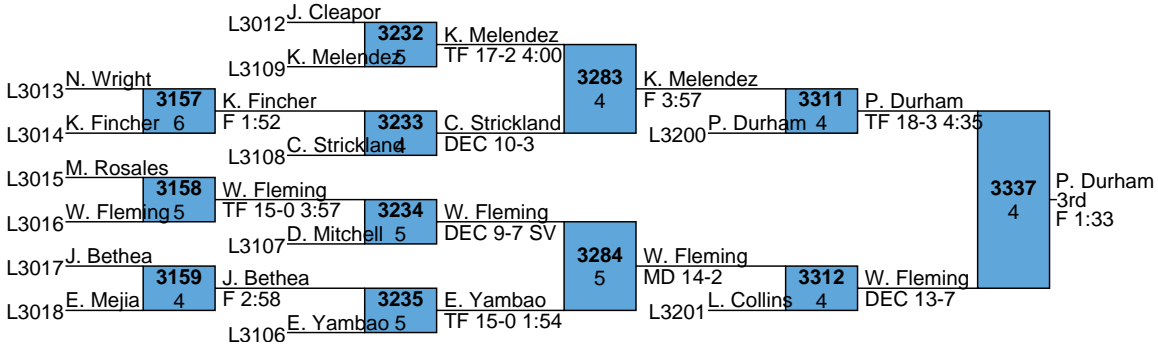 L3012 J. Cleapor
3232
5
L3109 K. Melendez
K. Melendez
TF 17-2 4:00
3283
4
L3013 N. Wright
3157
6
L3014 K. Fincher
K. Fincher
F 1:52
3233
4
L3108 C. Strickland
C. Strickland
DEC 10-3
K. Melendez
F 3:57
3311
4
L3200 P. Durham
P. Durham
TF 18-3 4:35
L3015 M. Rosales
3158
5
L3016 W. Fleming
W. Fleming
TF 15-0 3:57
3234
5
L3107 D. Mitchell
W. Fleming
DEC 9-7 SV
3284
5
L3017 J. Bethea
3159
4
L3018 E. Mejia
J. Bethea
F 2:58
3235
5
L3106 E. Yambao
E. Yambao
TF 15-0 1:54
W. Fleming
MD 14-2
3312
4
L3201 L. Collins
W. Fleming
DEC 13-7
3337
4
P. Durham
3rd
F 1:33